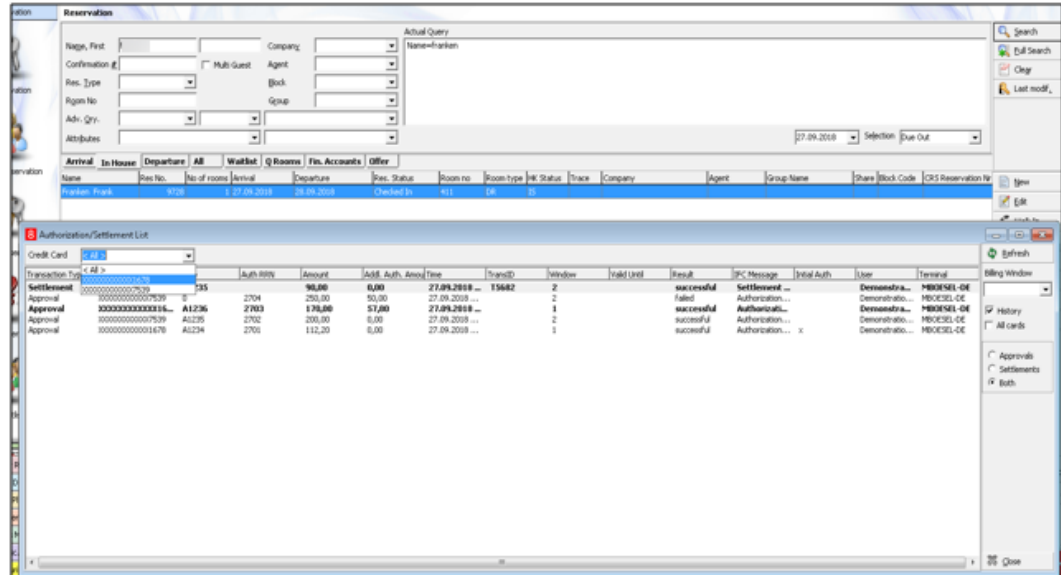 vation
Reservation
Actual Query
Name, First
Company
Name=franken
Search
Confirmation #
Multi Guest
Agent
Full Search
Res. Type
Block
Clear
Room No
Group
Last modif.
Adv. Qry.
Attributes
27.09.2018 Selection Due Out
Arrival In House Departure All Waitlist Q Rooms Fin. Accounts Offer
Name Res No. No of rooms Arrival Departure Res. Status Room no Room type HK Status Trace Company Agent Group Name Share Block Code CRS Reservation Nr
Franken Frank 9728 1 27.09.2018 28.09.2018 Checked In 411 DR IS
New
Edit
Authorization/Settlement List
Credit Card < All >
Refresh
< All >
Transaction Typ Auth RRN Amount Addl. Auth. Amou Time TransID Window Valid Until Result IFC Message Initial Auth User Terminal
Billing Window
Settlement 235 90,00 0,00 27.09.2018 ... T5682 2 successful Settlement ... Demonstra... MBOESEL-DE
Approval XXXXXXXXXXXX7539 0 2704 250,00 50,00 27.09.2018 ... 2 failed Authorization... Demonstratio... MBOESEL-DE
Approval XXXXXXXXXXXX16... A1236 2703 170,00 57,00 27.09.2018 ... 1 successful Authorizati... Demonstra... MBOESEL-DE
Approval XXXXXXXXXXXX7539 A1235 2702 200,00 0,00 27.09.2018 ... 2 successful Authorization... Demonstratio... MBOESEL-DE
Approval XXXXXXXXXXXX1678 A1234 2701 112,20 0,00 27.09.2018 ... 1 successful Authorization... x Demonstratio... MBOESEL-DE
History
All cards
Approvals
Settlements
Both
Close